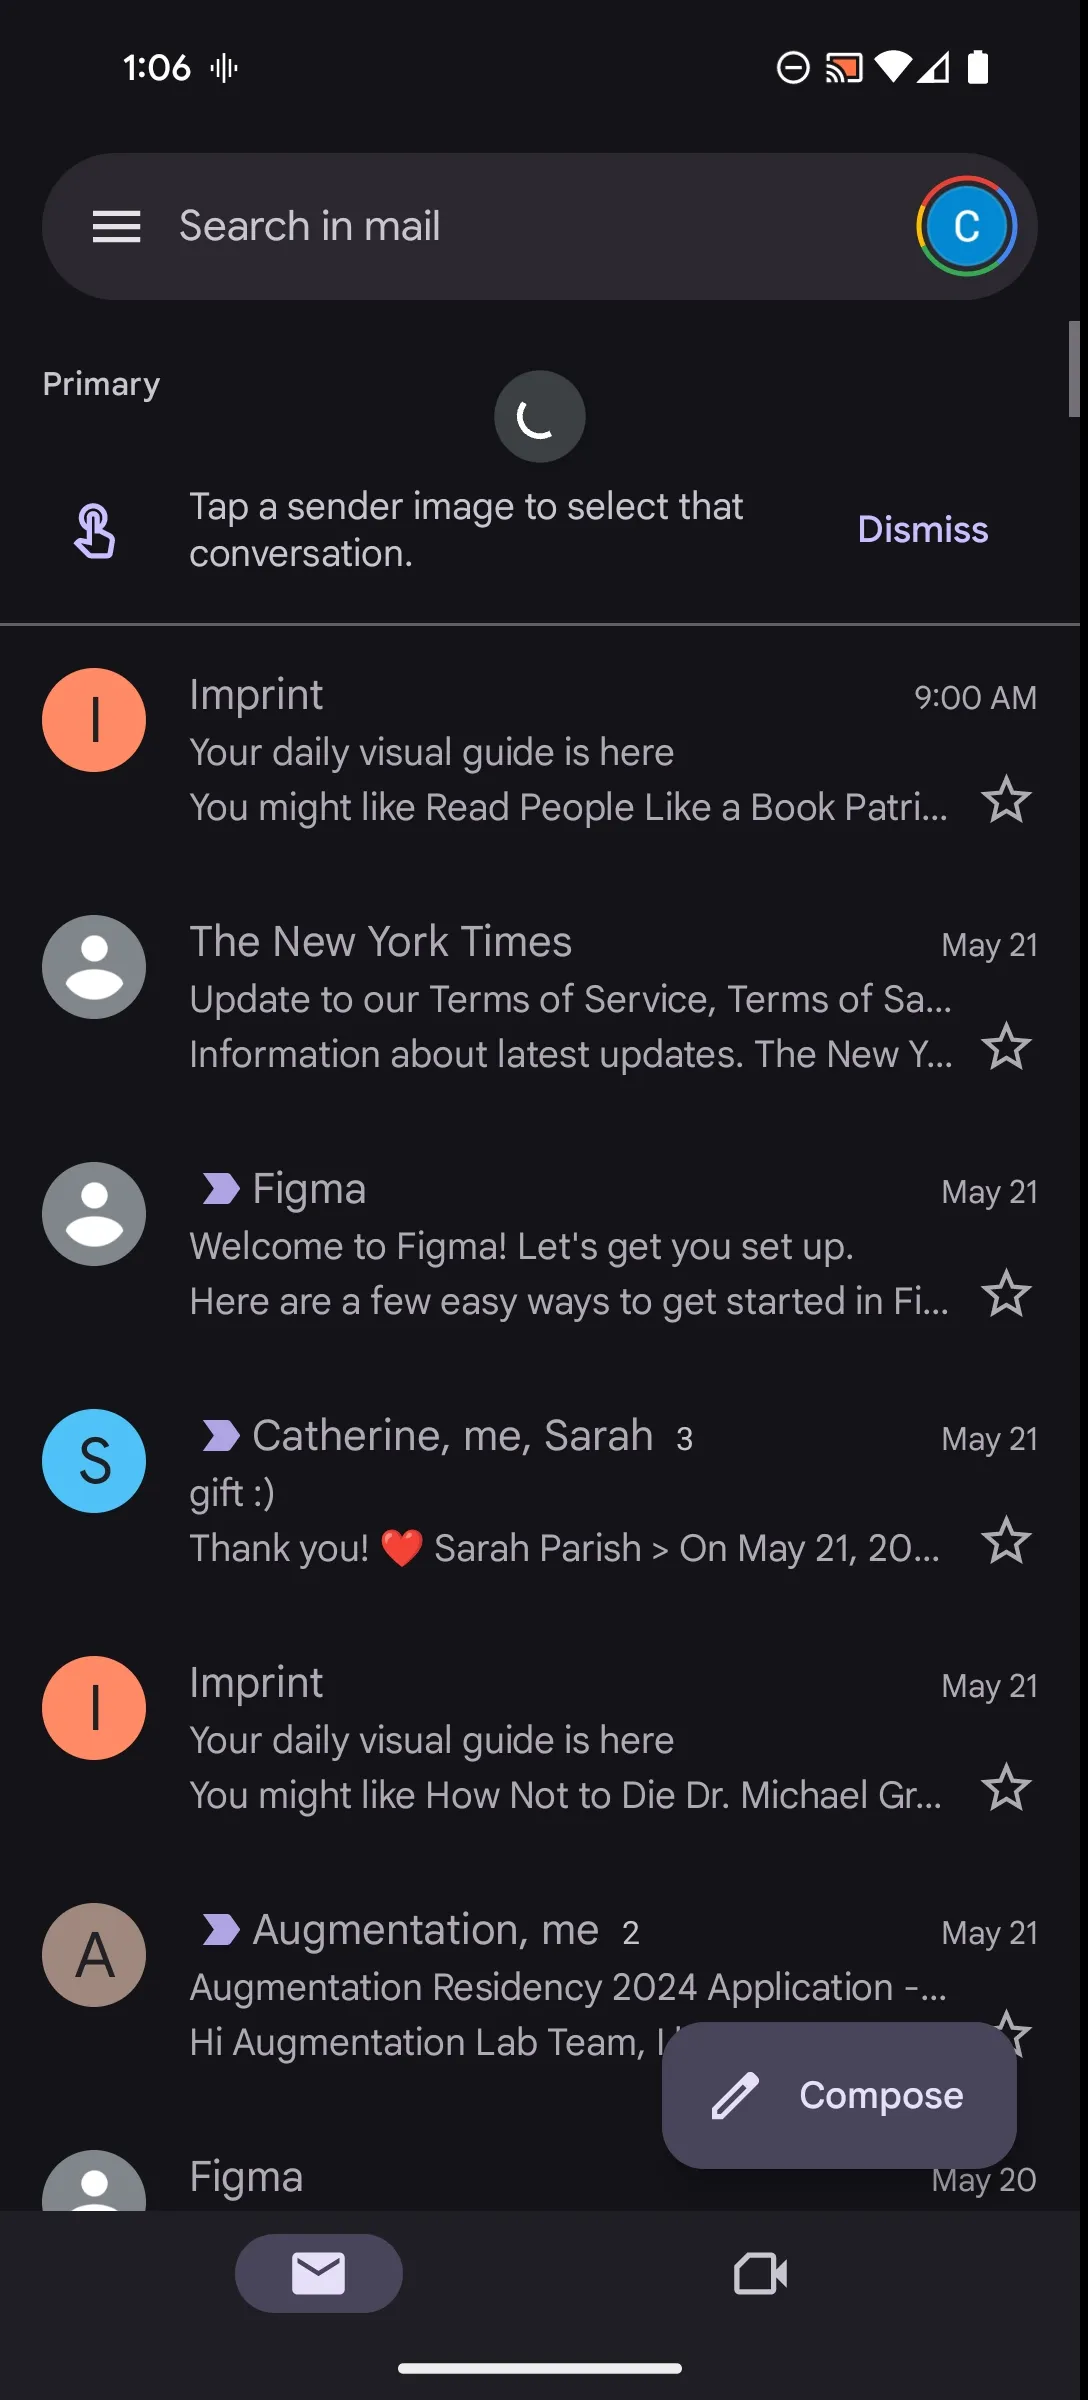 1:06
Search in mail
C
Primary
Tap a sender image to select that
conversation.
Dismiss
I
Imprint
9:00 AM
Your daily visual guide is here
You might like Read People Like a Book Patri...
The New York Times
May 21
Update to our Terms of Service, Terms of Sa...
Information about latest updates. The New Y...
Figma
May 21
Welcome to Figma! Let's get you set up.
Here are a few easy ways to get started in Fi...
S
Catherine, me, Sarah 3
May 21
gift :)
Thank you! ❤️ Sarah Parish > On May 21, 20...
I
Imprint
May 21
Your daily visual guide is here
You might like How Not to Die Dr. Michael Gr...
A
Augmentation, me 2
May 21
Augmentation Residency 2024 Application -...
Hi Augmentation Lab Team,
Compose
Figma
May 20